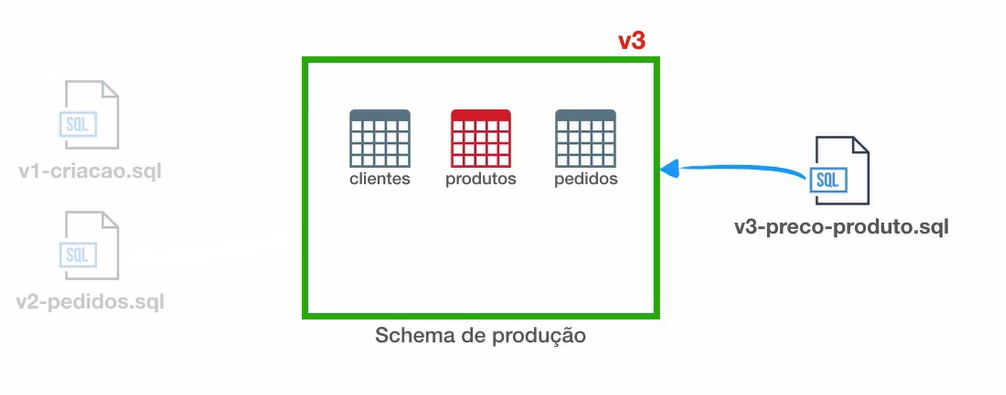 v3
SQL
v1-criacao.sql
clientes
produtos
pedidos
SQL
v3-preco-produto.sql
SQL
v2-pedidos.sql
Schema de produção